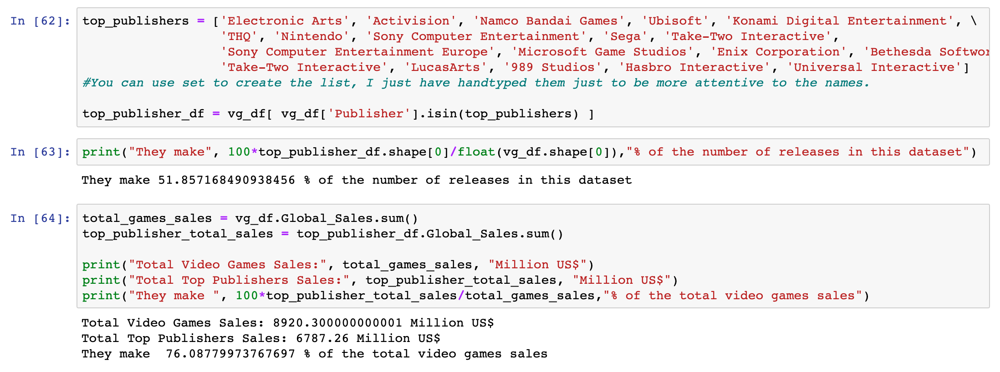 In [62]: top_publishers = ['Electronic Arts', 'Activision', 'Namco Bandai Games', 'Ubisoft', 'Konami Digital Entertainment', \
'THQ', 'Nintendo', 'Sony Computer Entertainment', 'Sega', 'Take-Two Interactive',
'Sony Computer Entertainment Europe', 'Microsoft Game Studios', 'Enix Corporation', 'Bethesda Softwor
'Take-Two Interactive', 'LucasArts', '989 Studios', 'Hasbro Interactive', 'Universal Interactive']
#You can use set to create the list, I just have handtyped them just to be more attentive to the names.
top_publisher_df = vg_df[ vg_df['Publisher'].isin(top_publishers) ]
In [63]: print("They make", 100*top_publisher_df.shape[0]/float(vg_df.shape[0]),"% of the number of releases in this dataset")
They make 51.857168490938456 % of the number of releases in this dataset
In [64]: total_games_sales = vg_df.Global_Sales.sum()
top_publisher_total_sales = top_publisher_df.Global_Sales.sum()
print("Total Video Games Sales:", total_games_sales, "Million US$")
print("Total Top Publishers Sales:", top_publisher_total_sales, "Million US$")
print("They make ", 100*top_publisher_total_sales/total_games_sales,"% of the total video games sales")
Total Video Games Sales: 8920.300000000001 Million US$
Total Top Publishers Sales: 6787.26 Million US$
They make  76.08779973767697 % of the total video games sales